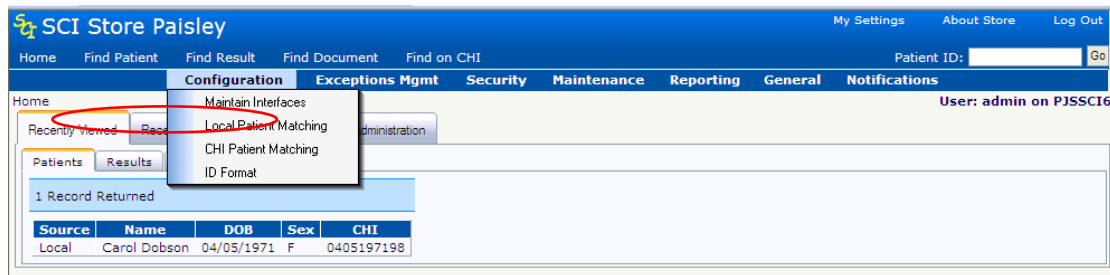 SCI Store Paisley
My Settings About Store Log Out
Home Find Patient Find Result Find Document Find on CHI Patient ID: Go
Configuration Exceptions Mgmt Security Maintenance Reporting General Notifications
Home User: admin on PJSSCI6
Maintain Interfaces
Recently Viewed Rece Local Patient Matching dministration
CHI Patient Matching
Patients Results
ID Format
1 Record Returned
Source Name DOB Sex CHI
Local Carol Dobson 04/05/1971 F 0405197198